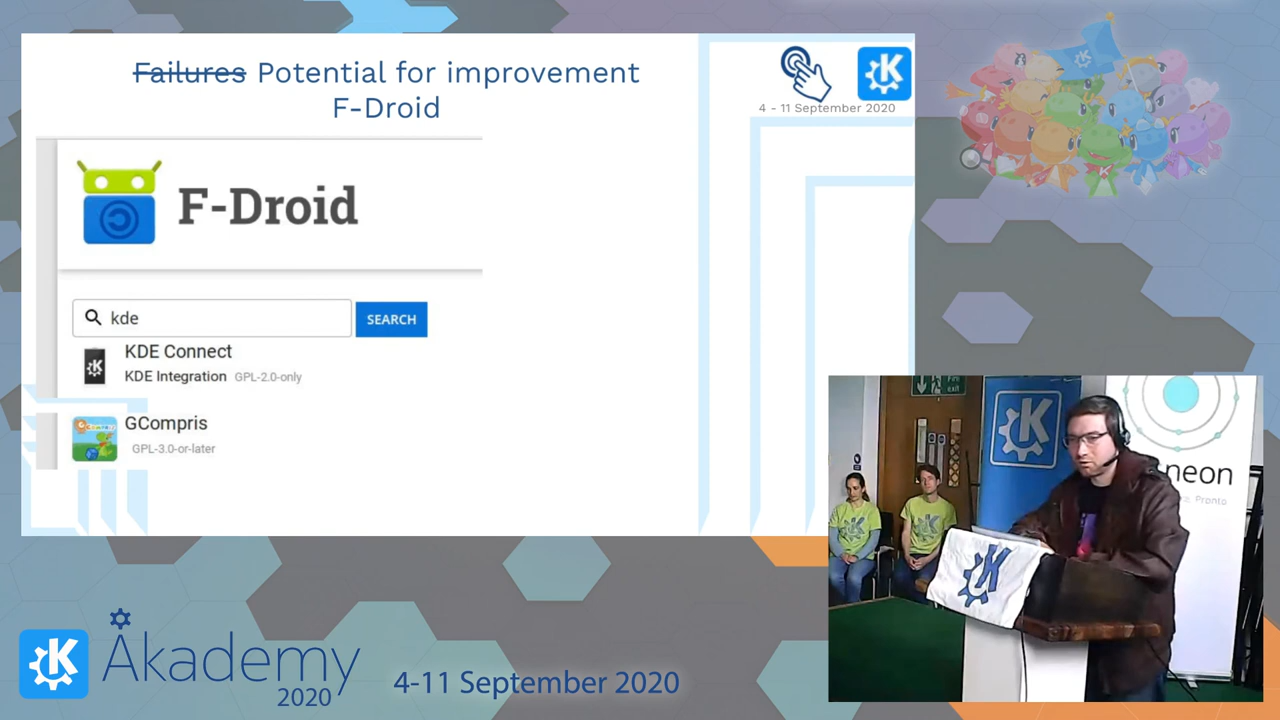 Failures Potential for improvement
F-Droid
4 - 11 September 2020
F-Droid
kde
SEARCH
KDE Connect
KDE Integration GPL-2.0-only
GCompris
GPL-3.0-or-later
neon
Pronto
Akademy
2020
4-11 September 2020